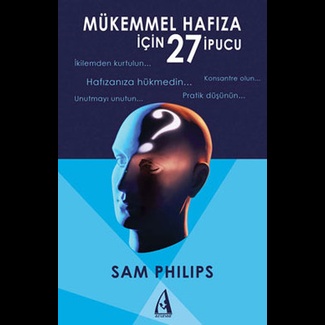 MÜKEMMEL HAFIZA
İÇİN 27 İPUCU
İkilemden kurtulun...
Konsantre olun...
Hafızanıza hükmedin...
Unutmayı unutun...
Pratik düşünün...
?
SAM PHILIPS